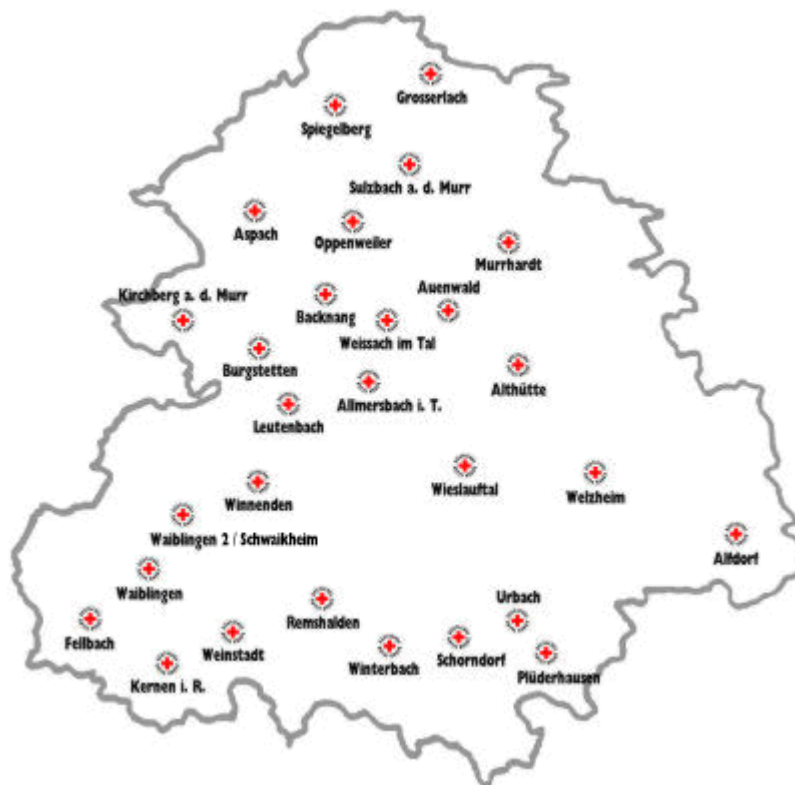 Grosserlach
Spiegelberg
Sulzbach a. d. Murr
Aspach
Oppenweiler
Murrhardt
Kirchberg a. d. Murr
Auenwald
Backnang
Weissach im Tal
Burgstetten
Althütte
Allmersbach i. T.
Leutenbach
Wieslauftal
Welzheim
Winnenden
Waiblingen 2 / Schwaikheim
Alfdorf
Waiblingen
Urbach
Remshalden
Fellbach
Weinstadt
Schorndorf
Winterbach
Plüderhausen
Kernen i. R.